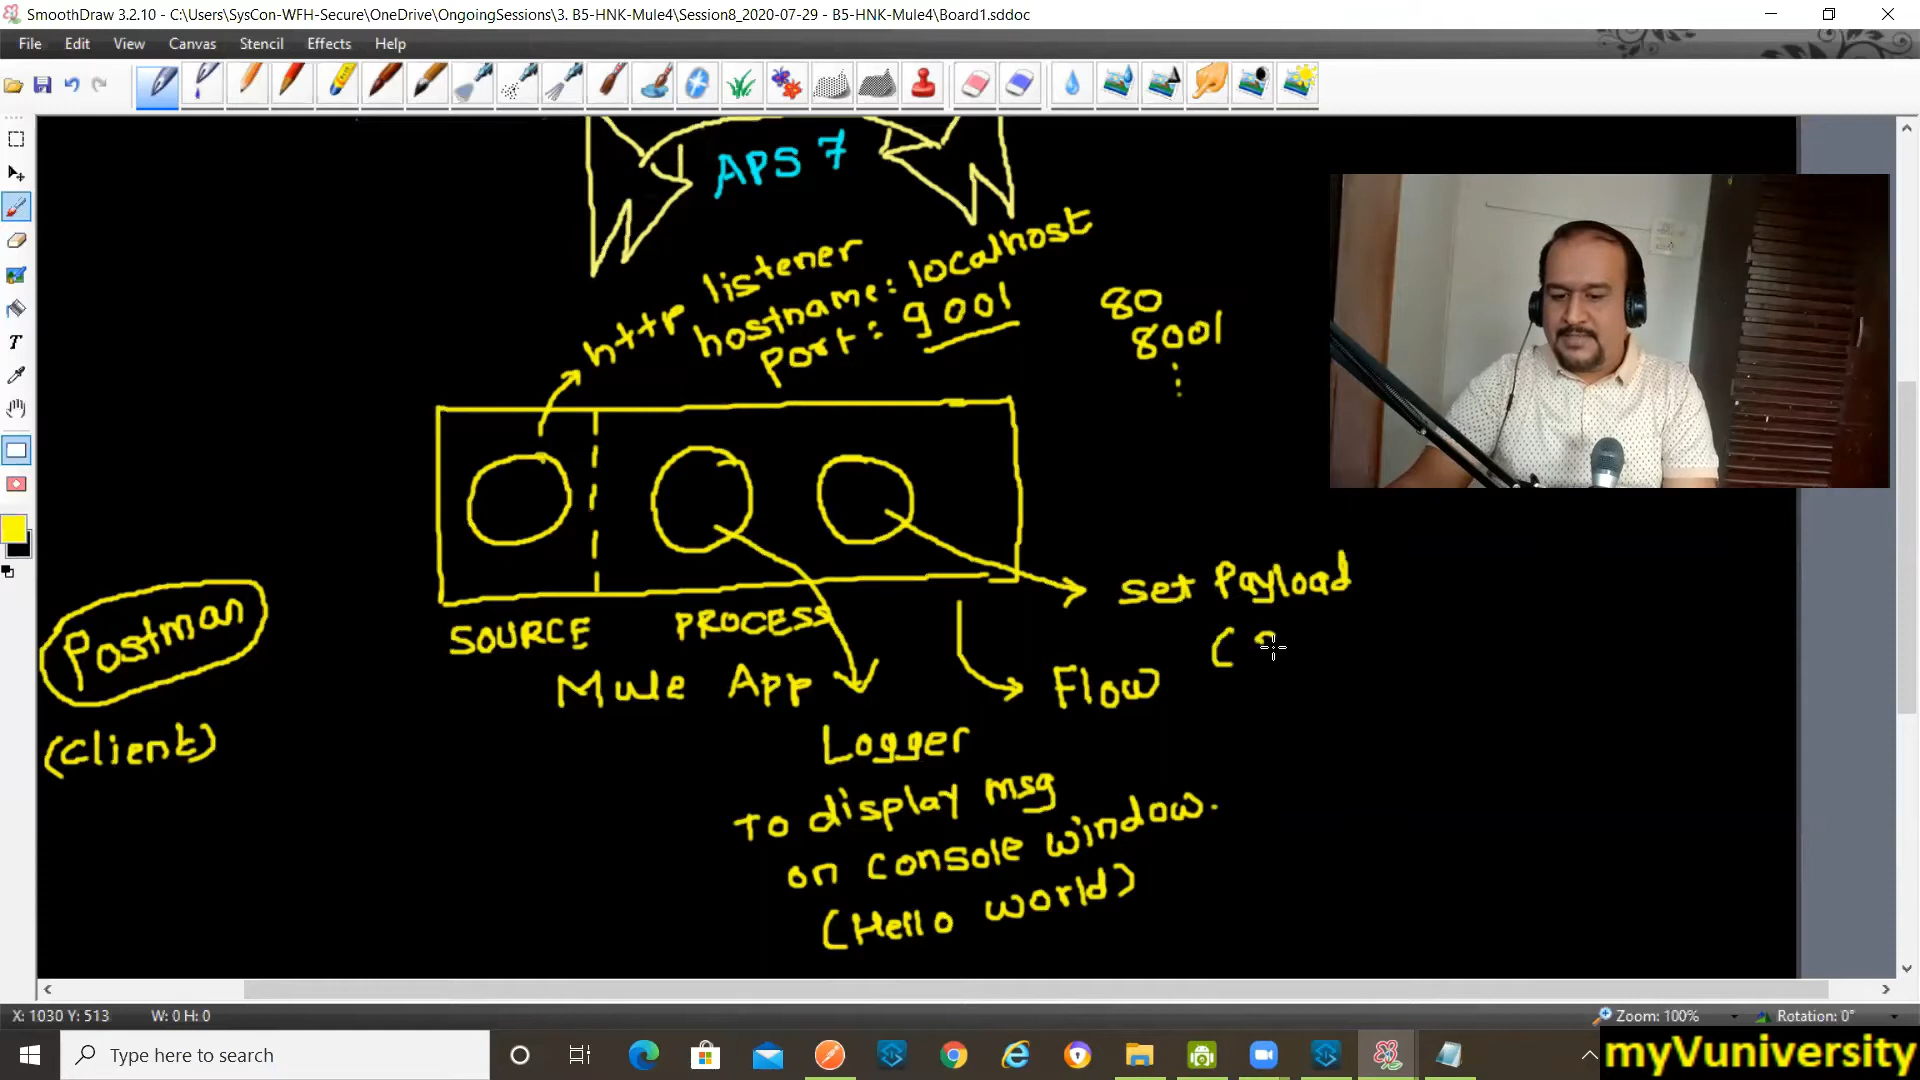 SmoothDraw 3.2.10 - C:\Users\SysCon-WFH-Secure\OneDrive\OngoingSessions\3. B5-HNK-Mule4\Session8_2020-07-29 - B5-HNK-Mule4\Board1.sddoc
File Edit View Canvas Stencil Effects Help
APS 7
http listener
hostname: localhost
port: 9001
80
8001
SOURCE PROCESS
Mule App
Set Payload
(
Flow
Postman
(Client)
Logger
To display msg
on console window.
(Hello world)
X: 1030 Y: 513 W: 0 H: 0 Zoom: 100% Rotation: 0°
Type here to search
myVuniversity